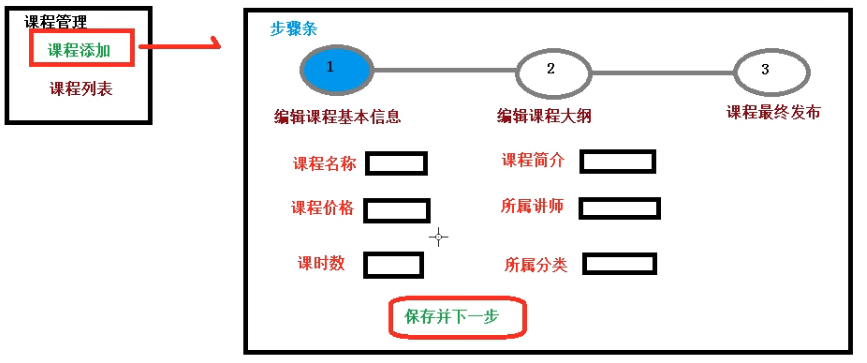 课程管理
课程添加
课程列表
步骤条
1
2
3
编辑课程基本信息
编辑课程大纲
课程最终发布
课程名称
课程简介
课程价格
所属讲师
课时数
所属分类
保存并下一步